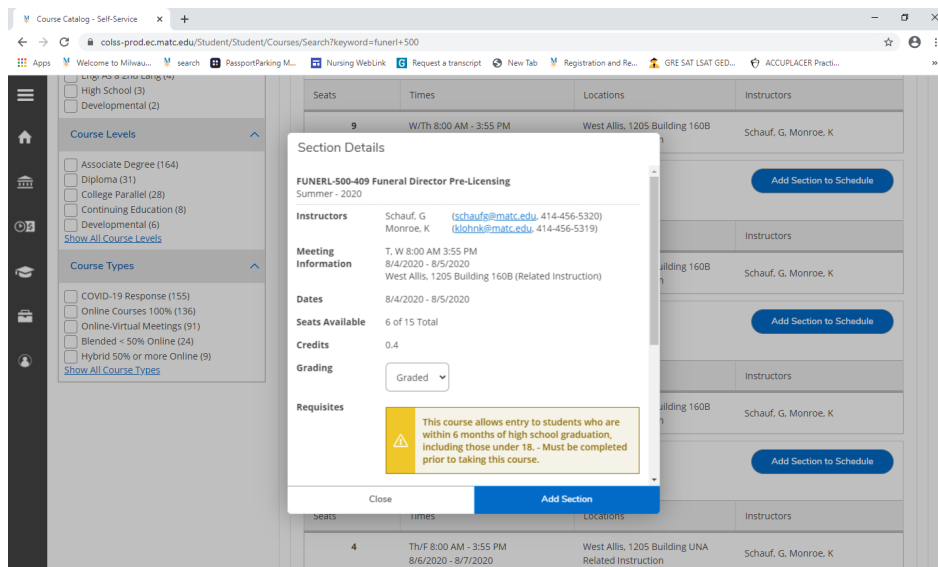 Course Catalog - Self-Service
colss-prod.ec.matc.edu/Student/Student/Courses/Search?keyword=funerl+500
Apps Welcome to Milwau... search PassportParking M... Nursing WebLink Request a transcript New Tab Registration and Re... GRE SAT LSAT GED... ACCUPLACER Practi...
Engl AS a 2nd Lang (4)
High School (3)
Developmental (2)
Course Levels
Associate Degree (164)
Diploma (31)
College Parallel (28)
Continuing Education (8)
Developmental (6)
Show All Course Levels
Course Types
COVID-19 Response (155)
Online Courses 100% (136)
Online-Virtual Meetings (91)
Blended < 50% Online (24)
Hybrid 50% or more Online (9)
Show All Course Types
Seats Times Locations Instructors
9 W/Th 8:00 AM - 3:55 PM West Allis, 1205 Building 160B Schauf, G, Monroe, K
Section Details
FUNERL-500-409 Funeral Director Pre-Licensing
Summer - 2020
Instructors Schauf, G (schaufg@matc.edu, 414-456-5320)
Monroe, K (klohnk@matc.edu, 414-456-5319)
Meeting Information T, W 8:00 AM 3:55 PM
8/4/2020 - 8/5/2020
West Allis, 1205 Building 160B (Related Instruction)
Dates 8/4/2020 - 8/5/2020
Seats Available 6 of 15 Total
Credits 0.4
Grading Graded
Requisites This course allows entry to students who are
within 6 months of high school graduation,
including those under 18. - Must be completed
prior to taking this course.
Close Add Section
Add Section to Schedule
Instructors
uilding 160B Schauf, G, Monroe, K
Add Section to Schedule
Instructors
uilding 160B Schauf, G, Monroe, K
Add Section to Schedule
Seats Times Locations Instructors
4 Th/F 8:00 AM - 3:55 PM West Allis, 1205 Building UNA Schauf, G, Monroe, K
8/6/2020 - 8/7/2020 Related Instruction